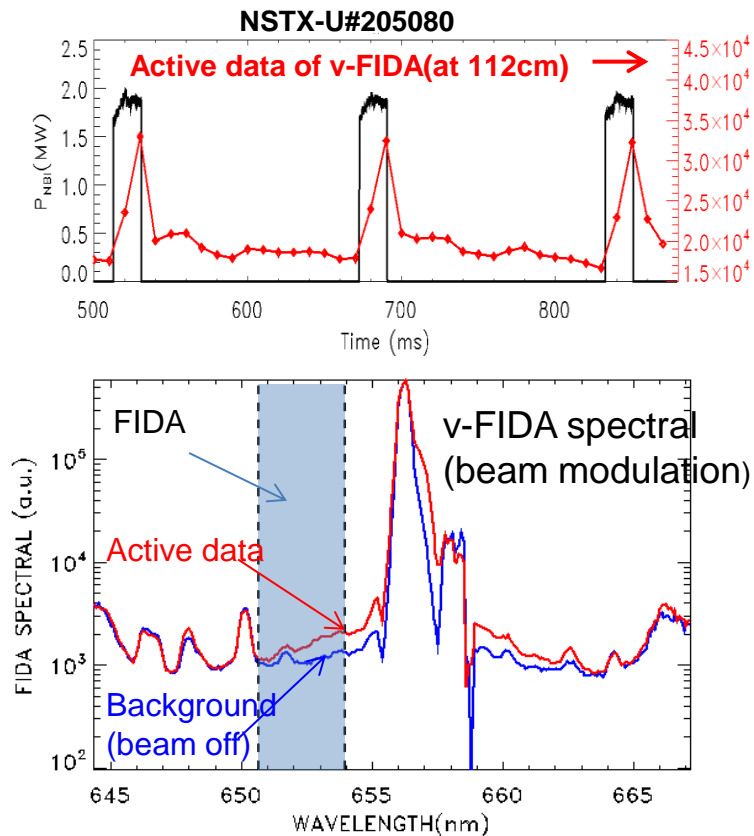 NSTX-U#205080
Active data of v-FIDA(at 112cm)
P_NBI(MW)
2.5
2.0
1.5
1.0
0.5
0.0
4.5×10⁴
4.0×10⁴
3.5×10⁴
3.0×10⁴
2.5×10⁴
2.0×10⁴
1.5×10⁴
500 600 700 800
Time (ms)
FIDA
v-FIDA spectral
(beam modulation)
Active data
Background
(beam off)
FIDA SPECTRAL (a.u.)
10⁵
10⁴
10³
10²
645 650 655 660 665
WAVELENGTH(nm)